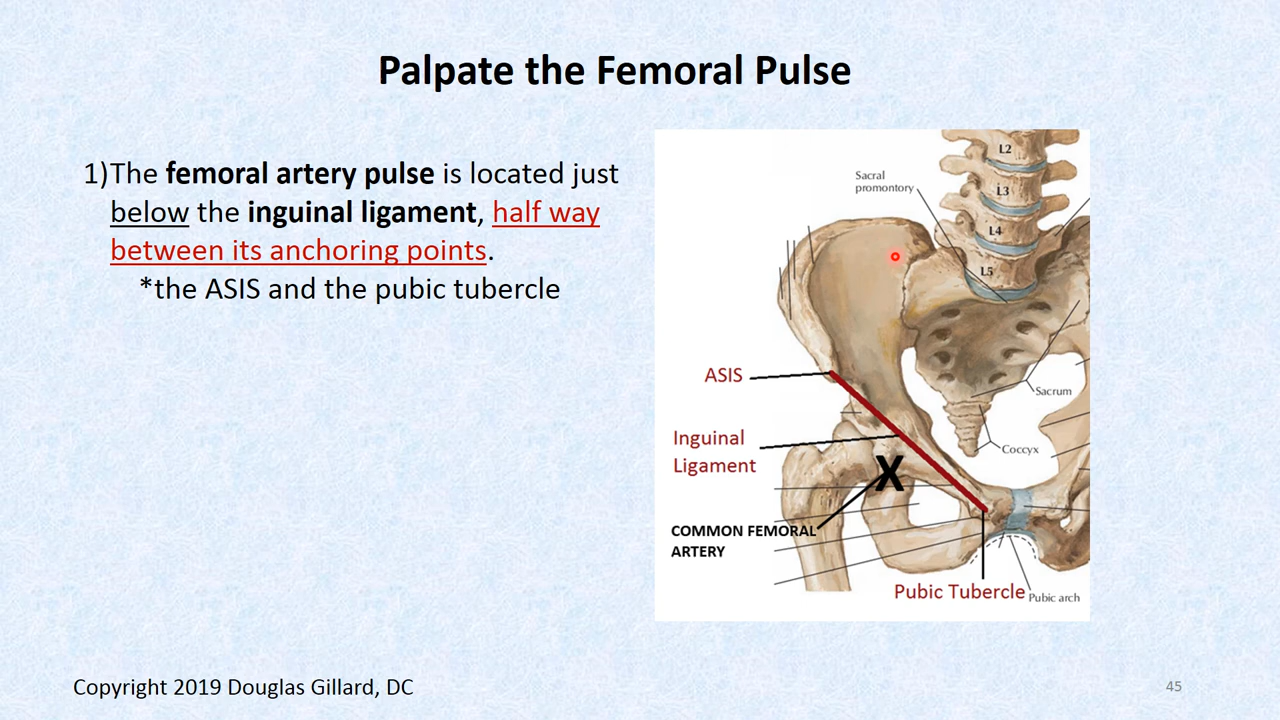 Palpate the Femoral Pulse
1)The femoral artery pulse is located just
below the inguinal ligament, half way
between its anchoring points.
*the ASIS and the pubic tubercle
L2
Sacral
promontory
L3
L4
L5
ASIS
Sacrum
Inguinal
Ligament
Coccyx
X
COMMON FEMORAL
ARTERY
Pubic Tubercle
Pubic arch
Copyright 2019 Douglas Gillard, DC
45